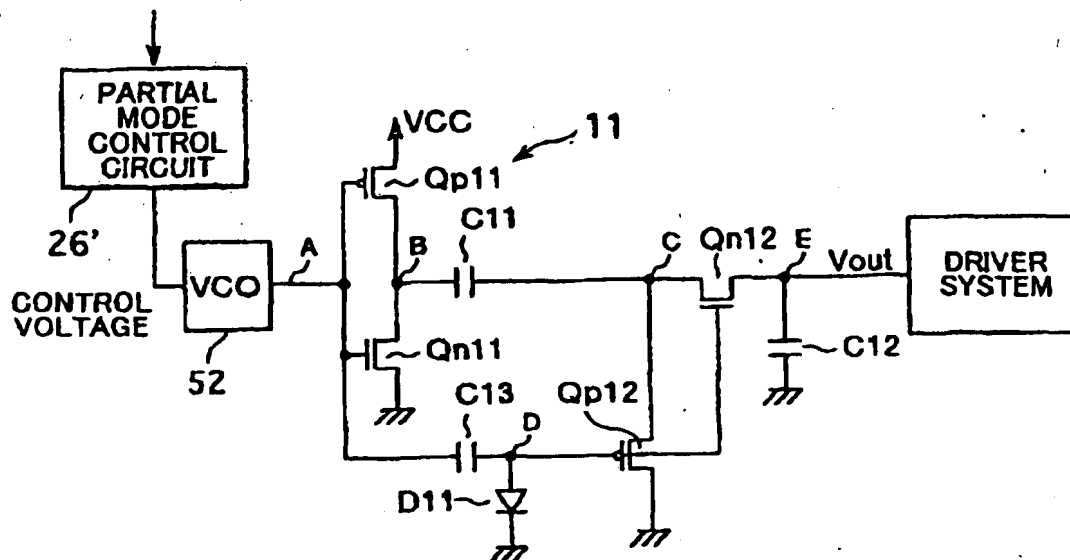 PARTIAL
MODE
CONTROL
CIRCUIT
26'
CONTROL
VOLTAGE
VCO
52
A
VCC
11
Qp11
B
C11
Qn11
C13
D
D11
Qp12
C
Qn12
E
Vout
C12
DRIVER
SYSTEM